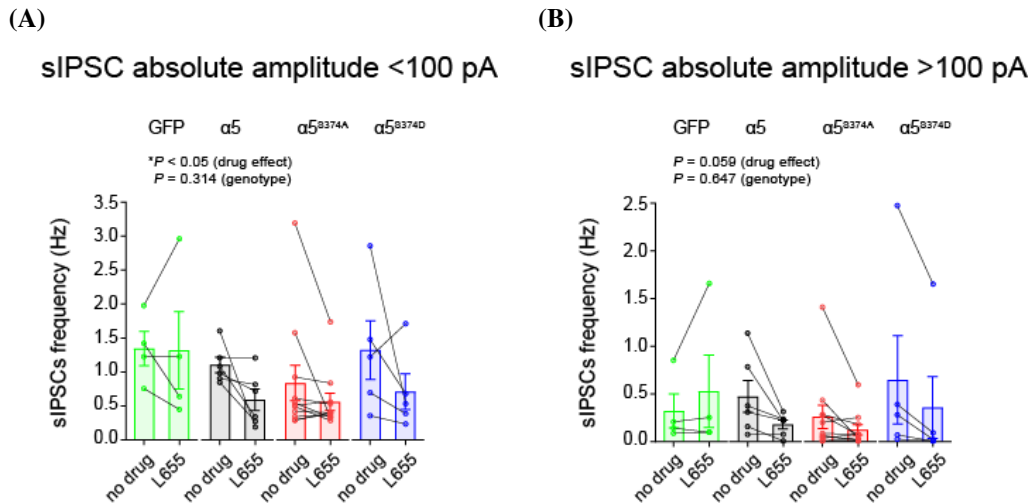 (A)
sIPSC absolute amplitude <100 pA
GFP α5 α5S374A α5S374D
*P < 0.05 (drug effect)
P = 0.314 (genotype)
sIPSCs frequency (Hz)
3.5
3.0
2.5
2.0
1.5
1.0
0.5
0.0
no drug L655 no drug L655 no drug L655 no drug L655
(B)
sIPSC absolute amplitude >100 pA
GFP α5 α5S374A α5S374D
P = 0.059 (drug effect)
P = 0.647 (genotype)
sIPSCs frequency (Hz)
2.5
2.0
1.5
1.0
0.5
0.0
no drug L655 no drug L655 no drug L655 no drug L655